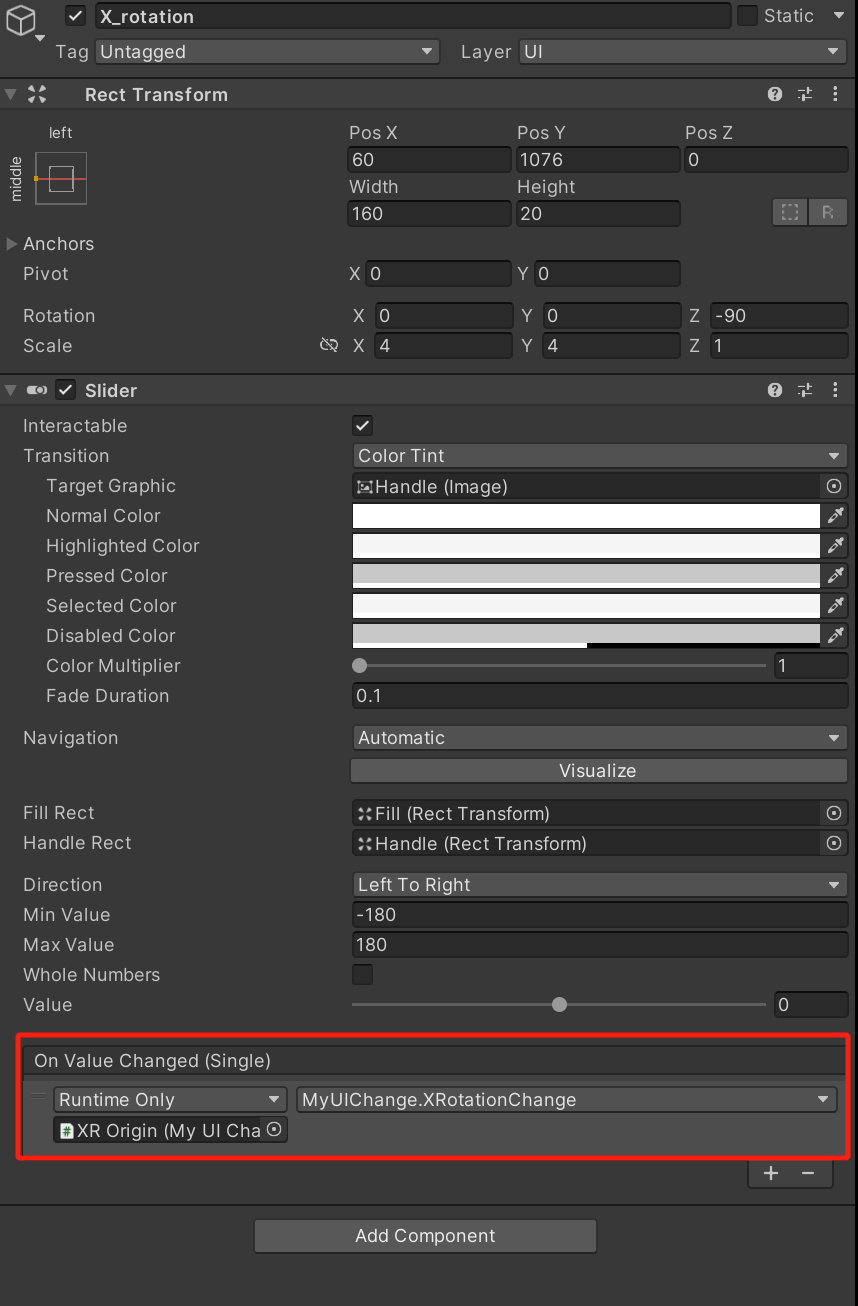 X_rotation Static
Tag Untagged Layer UI
Rect Transform
left Pos X Pos Y Pos Z
middle 60 1076 0
Width Height
160 20 R
Anchors
Pivot X 0 Y 0
Rotation X 0 Y 0 Z -90
Scale X 4 Y 4 Z 1
Slider
Interactable
Transition Color Tint
Target Graphic Handle (Image)
Normal Color
Highlighted Color
Pressed Color
Selected Color
Disabled Color
Color Multiplier 1
Fade Duration 0.1
Navigation Automatic
Visualize
Fill Rect Fill (Rect Transform)
Handle Rect Handle (Rect Transform)
Direction Left To Right
Min Value -180
Max Value 180
Whole Numbers
Value 0
On Value Changed (Single)
Runtime Only MyUIChange.XRotationChange
# XR Origin (My UI Cha
+ −
Add Component